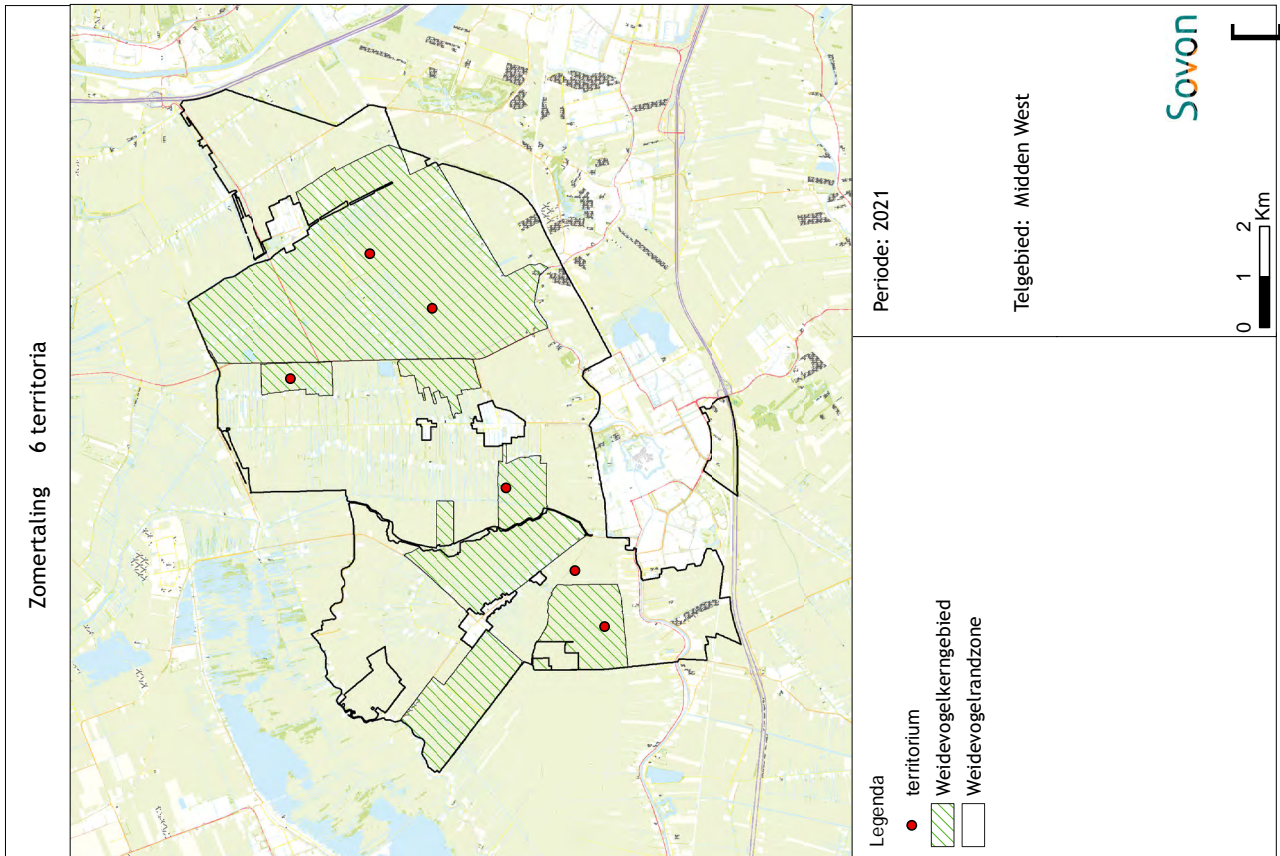 Zomertaling 6 territoria
Legenda
territorium
Weidevogelkerngebied
Weidevogelrandzone
Periode: 2021
Telgebied: Midden West
0 1 2 Km
Sovon